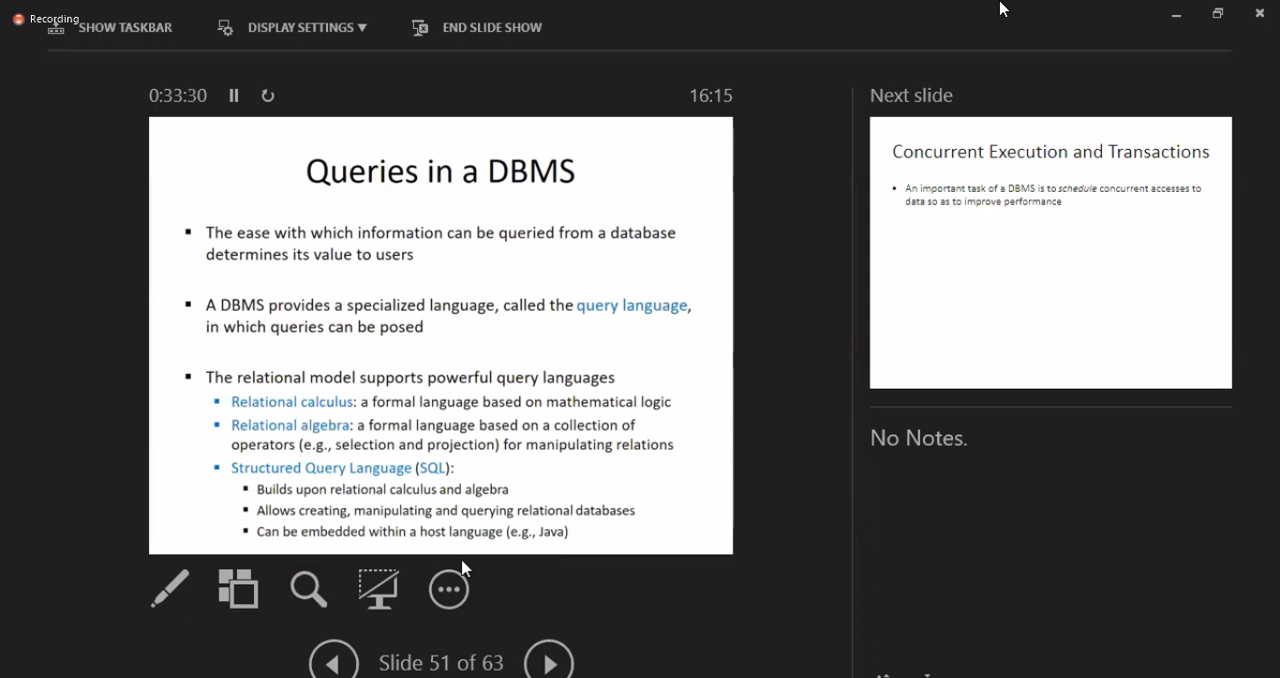 Recording
SHOW TASKBAR
DISPLAY SETTINGS ▾
END SLIDE SHOW
0:33:30
16:15
Queries in a DBMS
▪ The ease with which information can be queried from a database
determines its value to users
▪ A DBMS provides a specialized language, called the query language,
in which queries can be posed
▪ The relational model supports powerful query languages
▪ Relational calculus: a formal language based on mathematical logic
▪ Relational algebra: a formal language based on a collection of
operators (e.g., selection and projection) for manipulating relations
▪ Structured Query Language (SQL):
▪ Builds upon relational calculus and algebra
▪ Allows creating, manipulating and querying relational databases
▪ Can be embedded within a host language (e.g., Java)
Slide 51 of 63
Next slide
Concurrent Execution and Transactions
▪ An important task of a DBMS is to schedule concurrent accesses to
data so as to improve performance
No Notes.